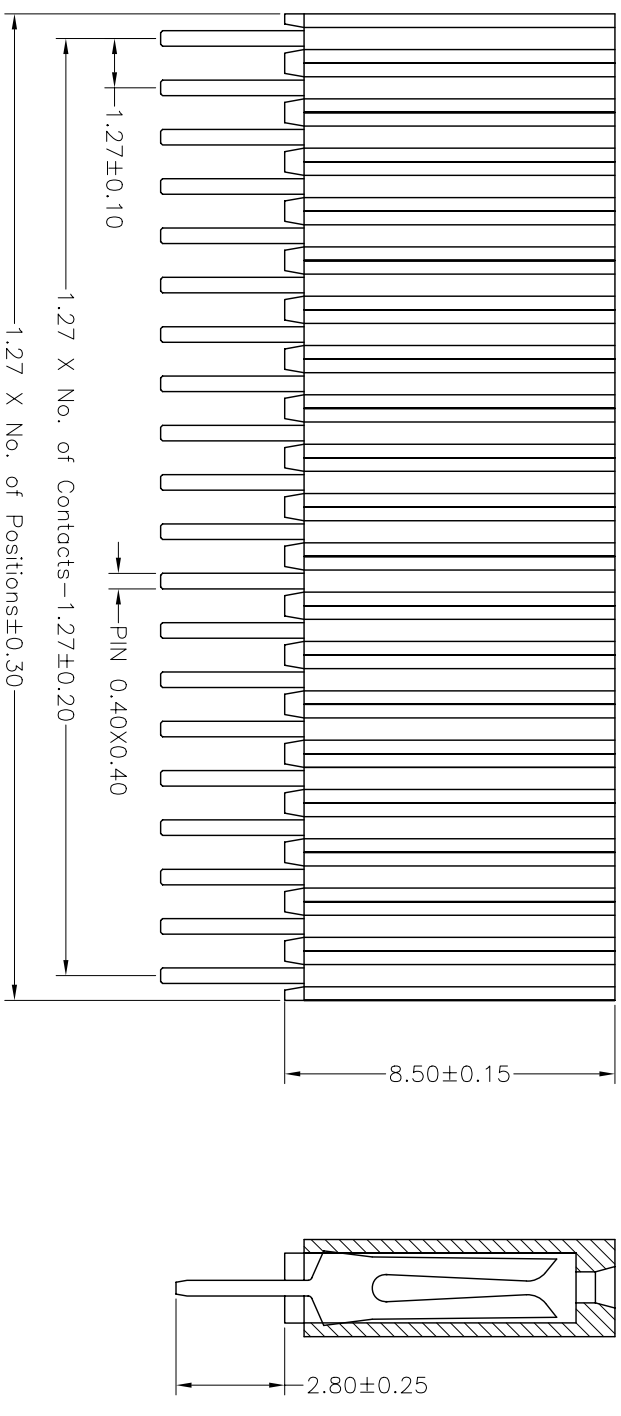 1.27±0.10
1.27 X No. of Contacts-1.27±0.20
1.27 X No. of Positions±0.30
PIN 0.40X0.40
8.50±0.15
2.80±0.25